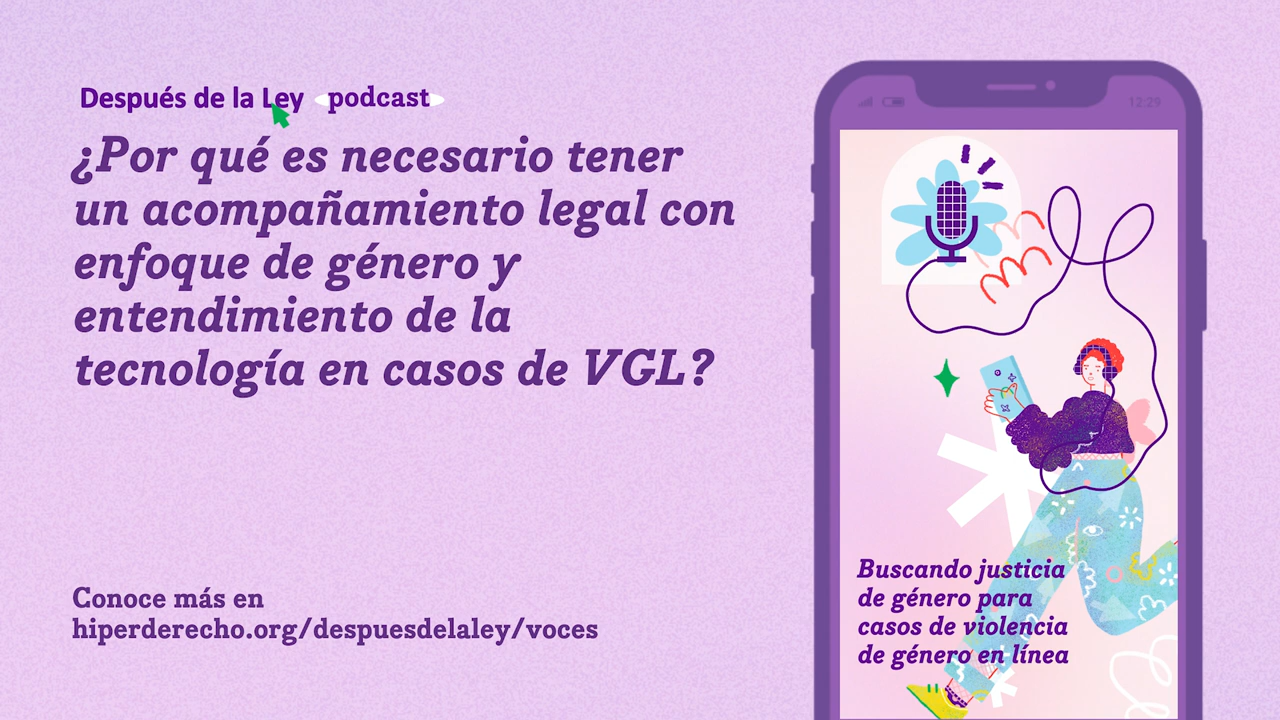 Después de la Ley podcast
¿Por qué es necesario tener
un acompañamiento legal con
enfoque de género y
entendimiento de la
tecnología en casos de VGL?
Conoce más en
hiperderecho.org/despuesdelaley/voces
12:29
Buscando justicia
de género para
casos de violencia
de género en línea